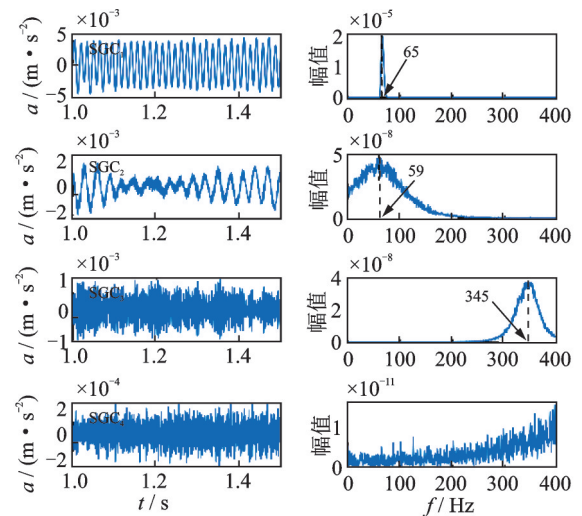 ×10⁻³
5
0
−5
a / (m · s⁻²)
SGC₁
1.0 1.2 1.4
×10⁻⁵
2
1
0
幅值
65
0 100 200 300 400
×10⁻³
2
0
−2
a / (m · s⁻²)
SGC₂
1.0 1.2 1.4
×10⁻⁸
5
0
幅值
59
0 100 200 300 400
×10⁻³
1
0
−1
a / (m · s⁻²)
SGC
1.0 1.2 1.4
×10⁻⁸
4
2
0
幅值
345
0 100 200 300 400
×10⁻⁴
2
0
−2
a / (m · s⁻²)
SGC
1.0 1.2 1.4
t / s
×10⁻¹¹
1
0
幅值
0 100 200 300 400
f / Hz